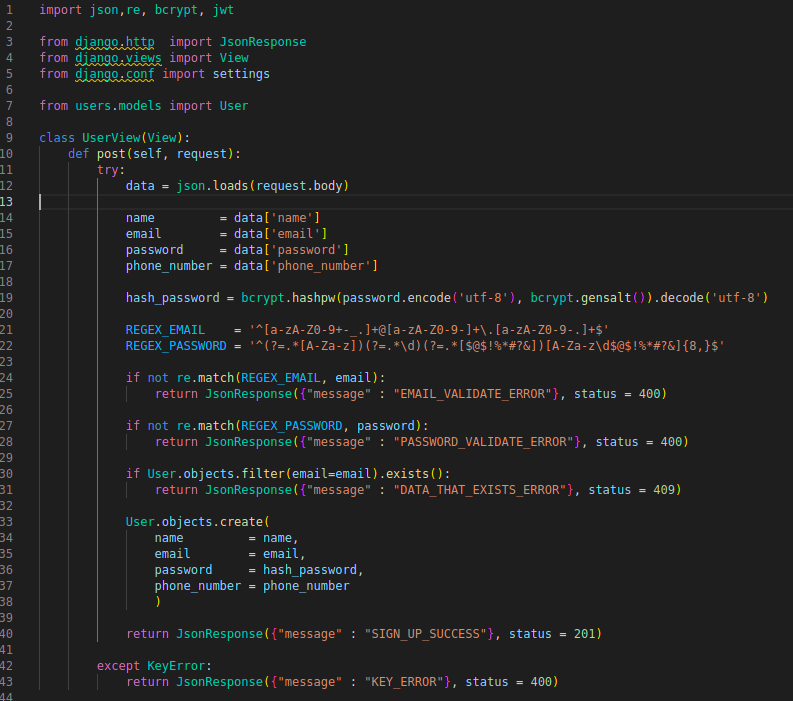 1 import json,re, bcrypt, jwt
2
3 from django.http  import JsonResponse
4 from django.views import View
5 from django.conf import settings
6
7 from users.models import User
8
9 class UserView(View):
10     def post(self, request):
11         try:
12             data = json.loads(request.body)
13
14             name         = data['name']
15             email        = data['email']
16             password     = data['password']
17             phone_number = data['phone_number']
18
19             hash_password = bcrypt.hashpw(password.encode('utf-8'), bcrypt.gensalt()).decode('utf-8')
20
21             REGEX_EMAIL    = '^[a-zA-Z0-9+-_.]+@[a-zA-Z0-9-]+\.[a-zA-Z0-9-.]+$'
22             REGEX_PASSWORD = '^(?=.*[A-Za-z])(?=.*\d)(?=.*[$@$!%*#?&])[A-Za-z\d$@$!%*#?&]{8,}$'
23
24             if not re.match(REGEX_EMAIL, email):
25                 return JsonResponse({"message" : "EMAIL_VALIDATE_ERROR"}, status = 400)
26
27             if not re.match(REGEX_PASSWORD, password):
28                 return JsonResponse({"message" : "PASSWORD_VALIDATE_ERROR"}, status = 400)
29
30             if User.objects.filter(email=email).exists():
31                 return JsonResponse({"message" : "DATA_THAT_EXISTS_ERROR"}, status = 409)
32
33             User.objects.create(
34                 name         = name,
35                 email        = email,
36                 password     = hash_password,
37                 phone_number = phone_number
38                 )
39
40             return JsonResponse({"message" : "SIGN_UP_SUCCESS"}, status = 201)
41
42         except KeyError:
43             return JsonResponse({"message" : "KEY_ERROR"}, status = 400)
44